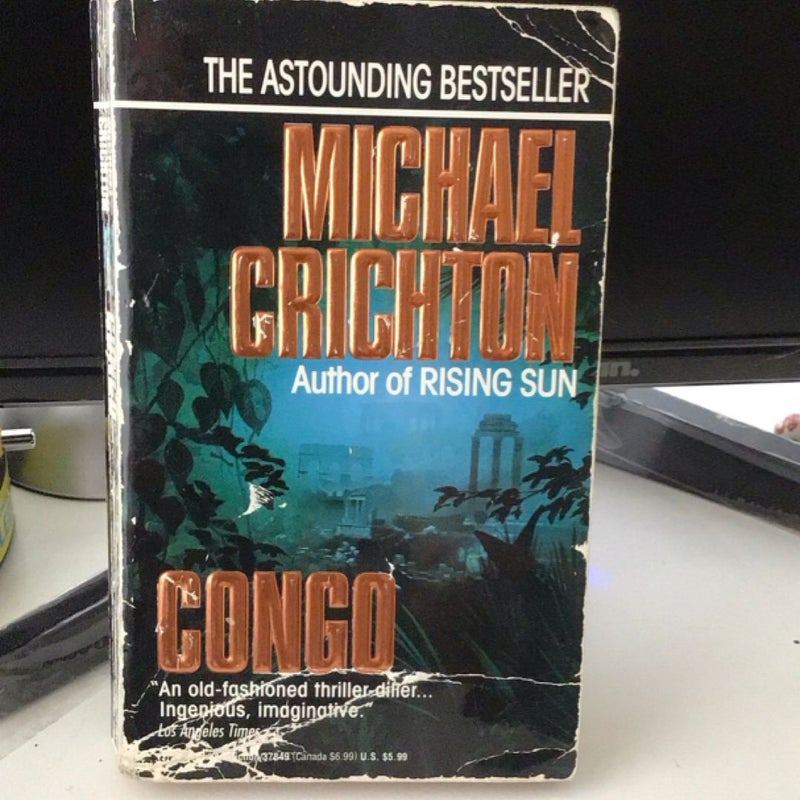 THE ASTOUNDING BESTSELLER
MICHAEL
CRICHTON
Author of RISING SUN
CONGO
"An old-fashioned thriller-diller...
Ingenious, imaginative."
Los Angeles Times
37849 (Canada $6.99) U.S. $5.99